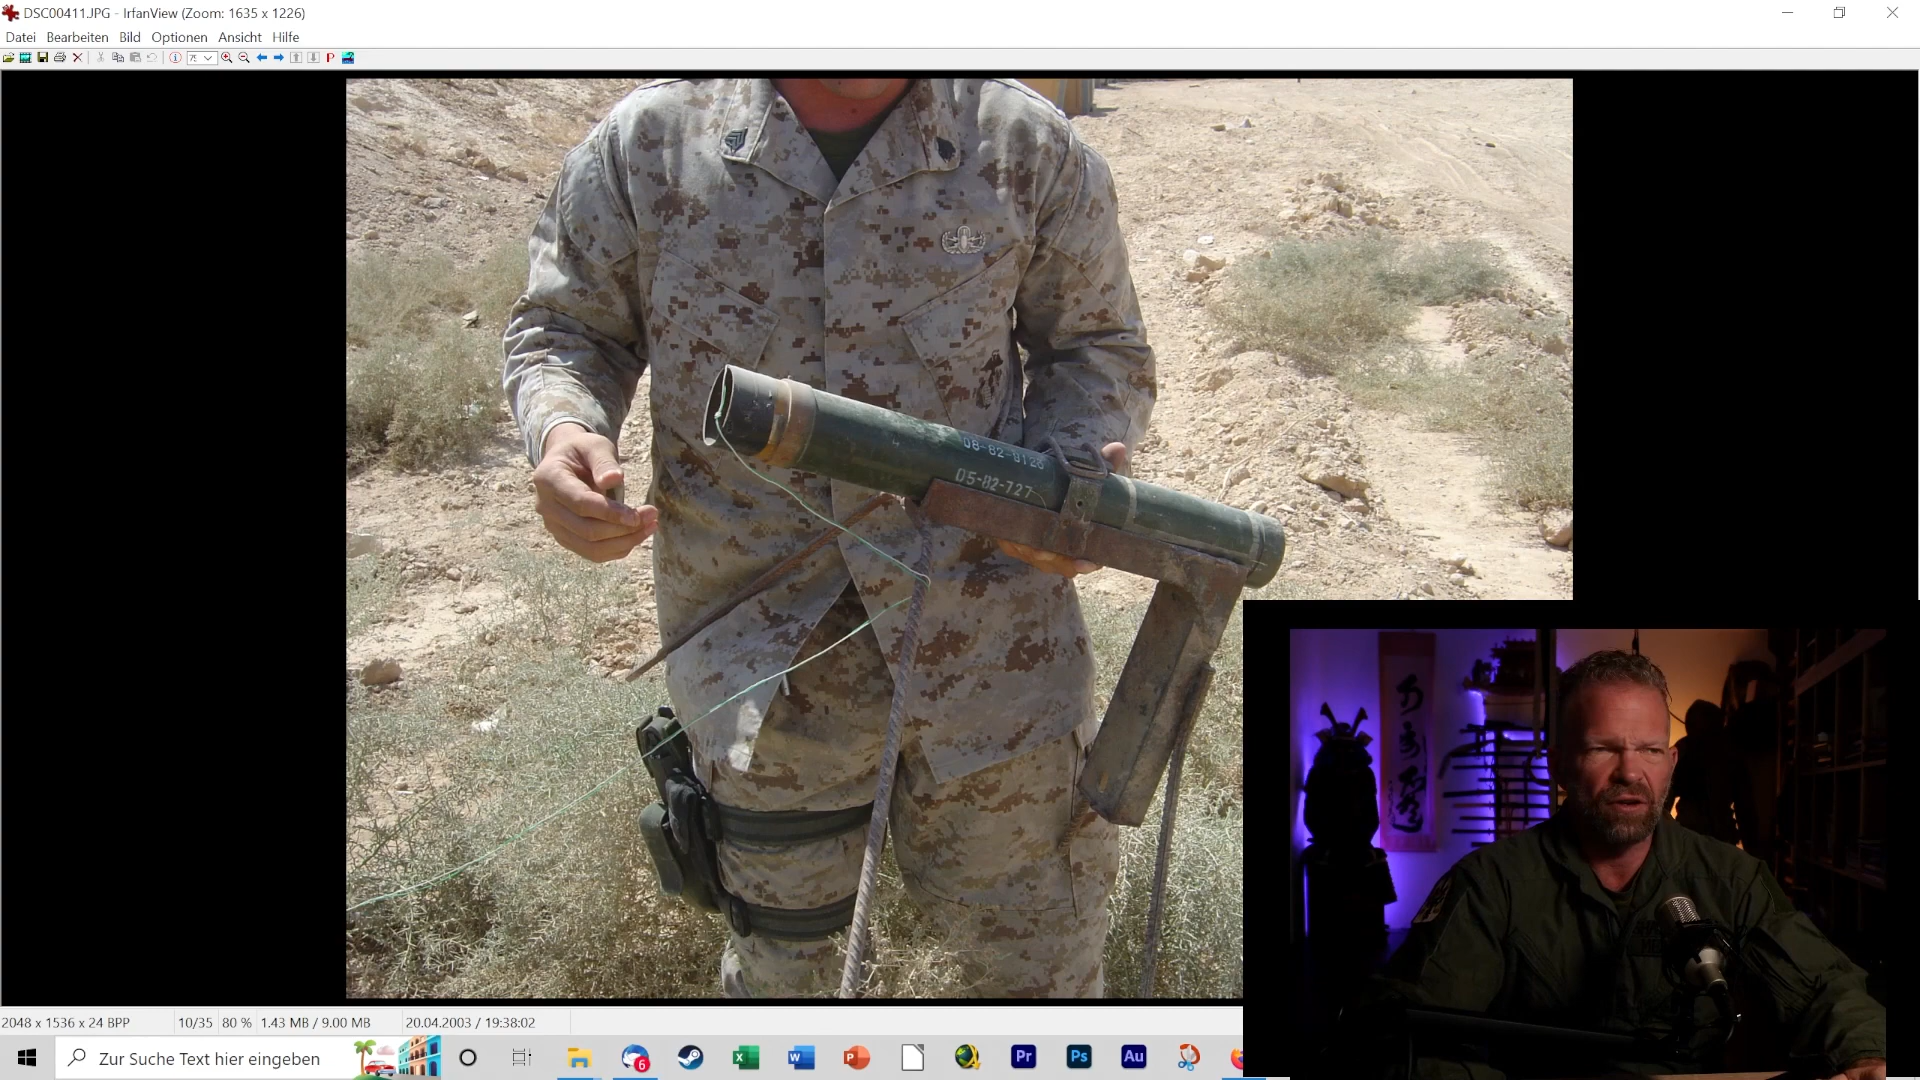 DSC00411.JPG - IrfanView (Zoom: 1635 x 1226)
Datei Bearbeiten Bild Optionen Ansicht Hilfe
08-82-9126
05-82-727
2048 x 1536 x 24 BPP 10/35 80 % 1.43 MB / 9.00 MB 20.04.2003 / 19:38:02
Zur Suche Text hier eingeben
6
X
W
P
Pr
Ps
Au